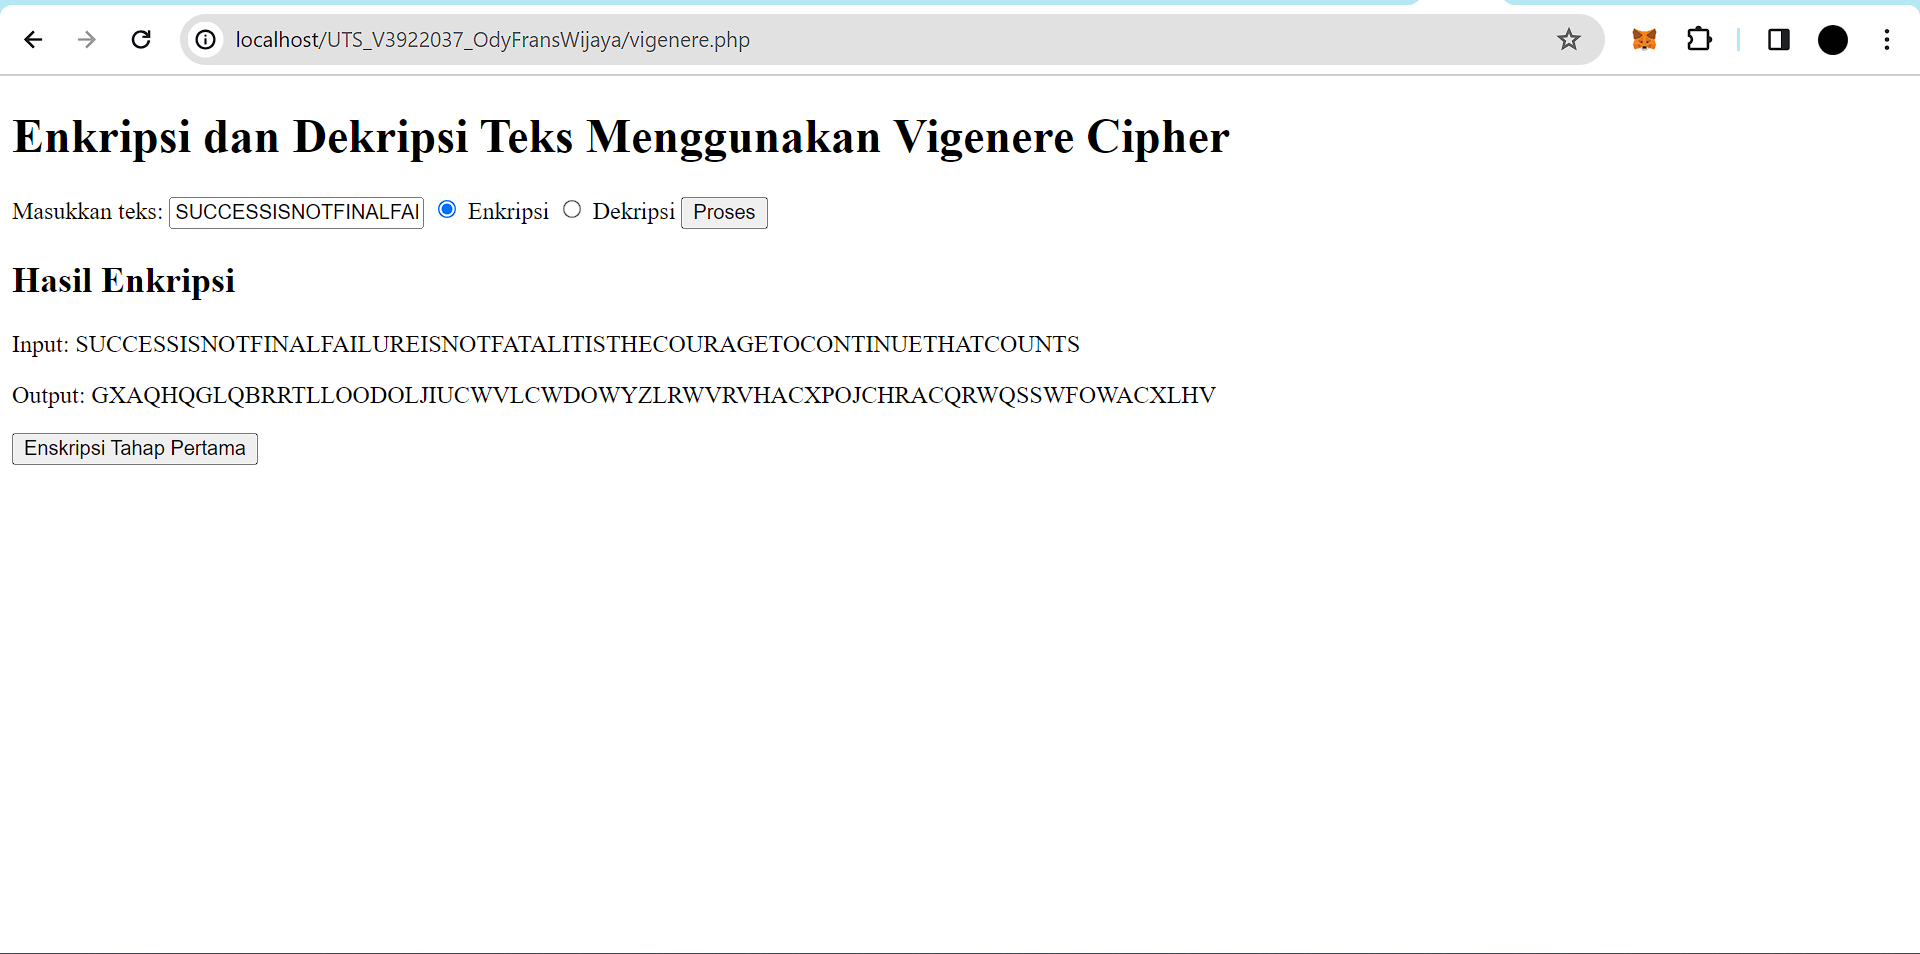 localhost/UTS_V3922037_OdyFransWijaya/vigenere.php
Enkripsi dan Dekripsi Teks Menggunakan Vigenere Cipher
Masukkan teks: SUCCESSISNOTFINALFAI Enkripsi Dekripsi Proses
Hasil Enkripsi
Input: SUCCESSISNOTFINALFAILUREISNOTFATALITISTHECOURAGETOCONTINUETHATCOUNTS
Output: GXAQHQGLQBRRTLLOODOLJIUCWVLCWDOWYZLRWVRVHACXPOJCHRACQRWQSSWFOWACXLHV
Enskripsi Tahap Pertama